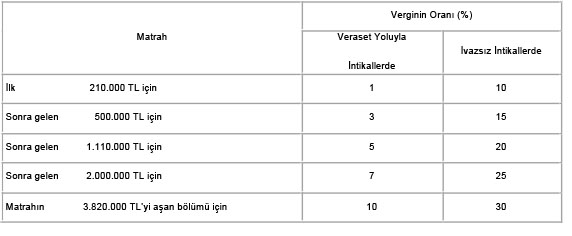 Matrah
Verginin Oranı (%)
Veraset Yoluyla
İntikallerde
İvazsız İntikallerde
İlk 210.000 TL için 1 10
Sonra gelen 500.000 TL için 3 15
Sonra gelen 1.110.000 TL için 5 20
Sonra gelen 2.000.000 TL için 7 25
Matrahın 3.820.000 TL'yi aşan bölümü için 10 30